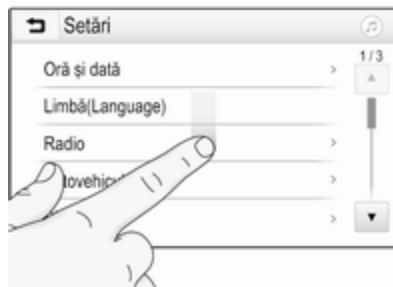 Setări
1/3
Oră și dată
Limbă(Language)
Radio